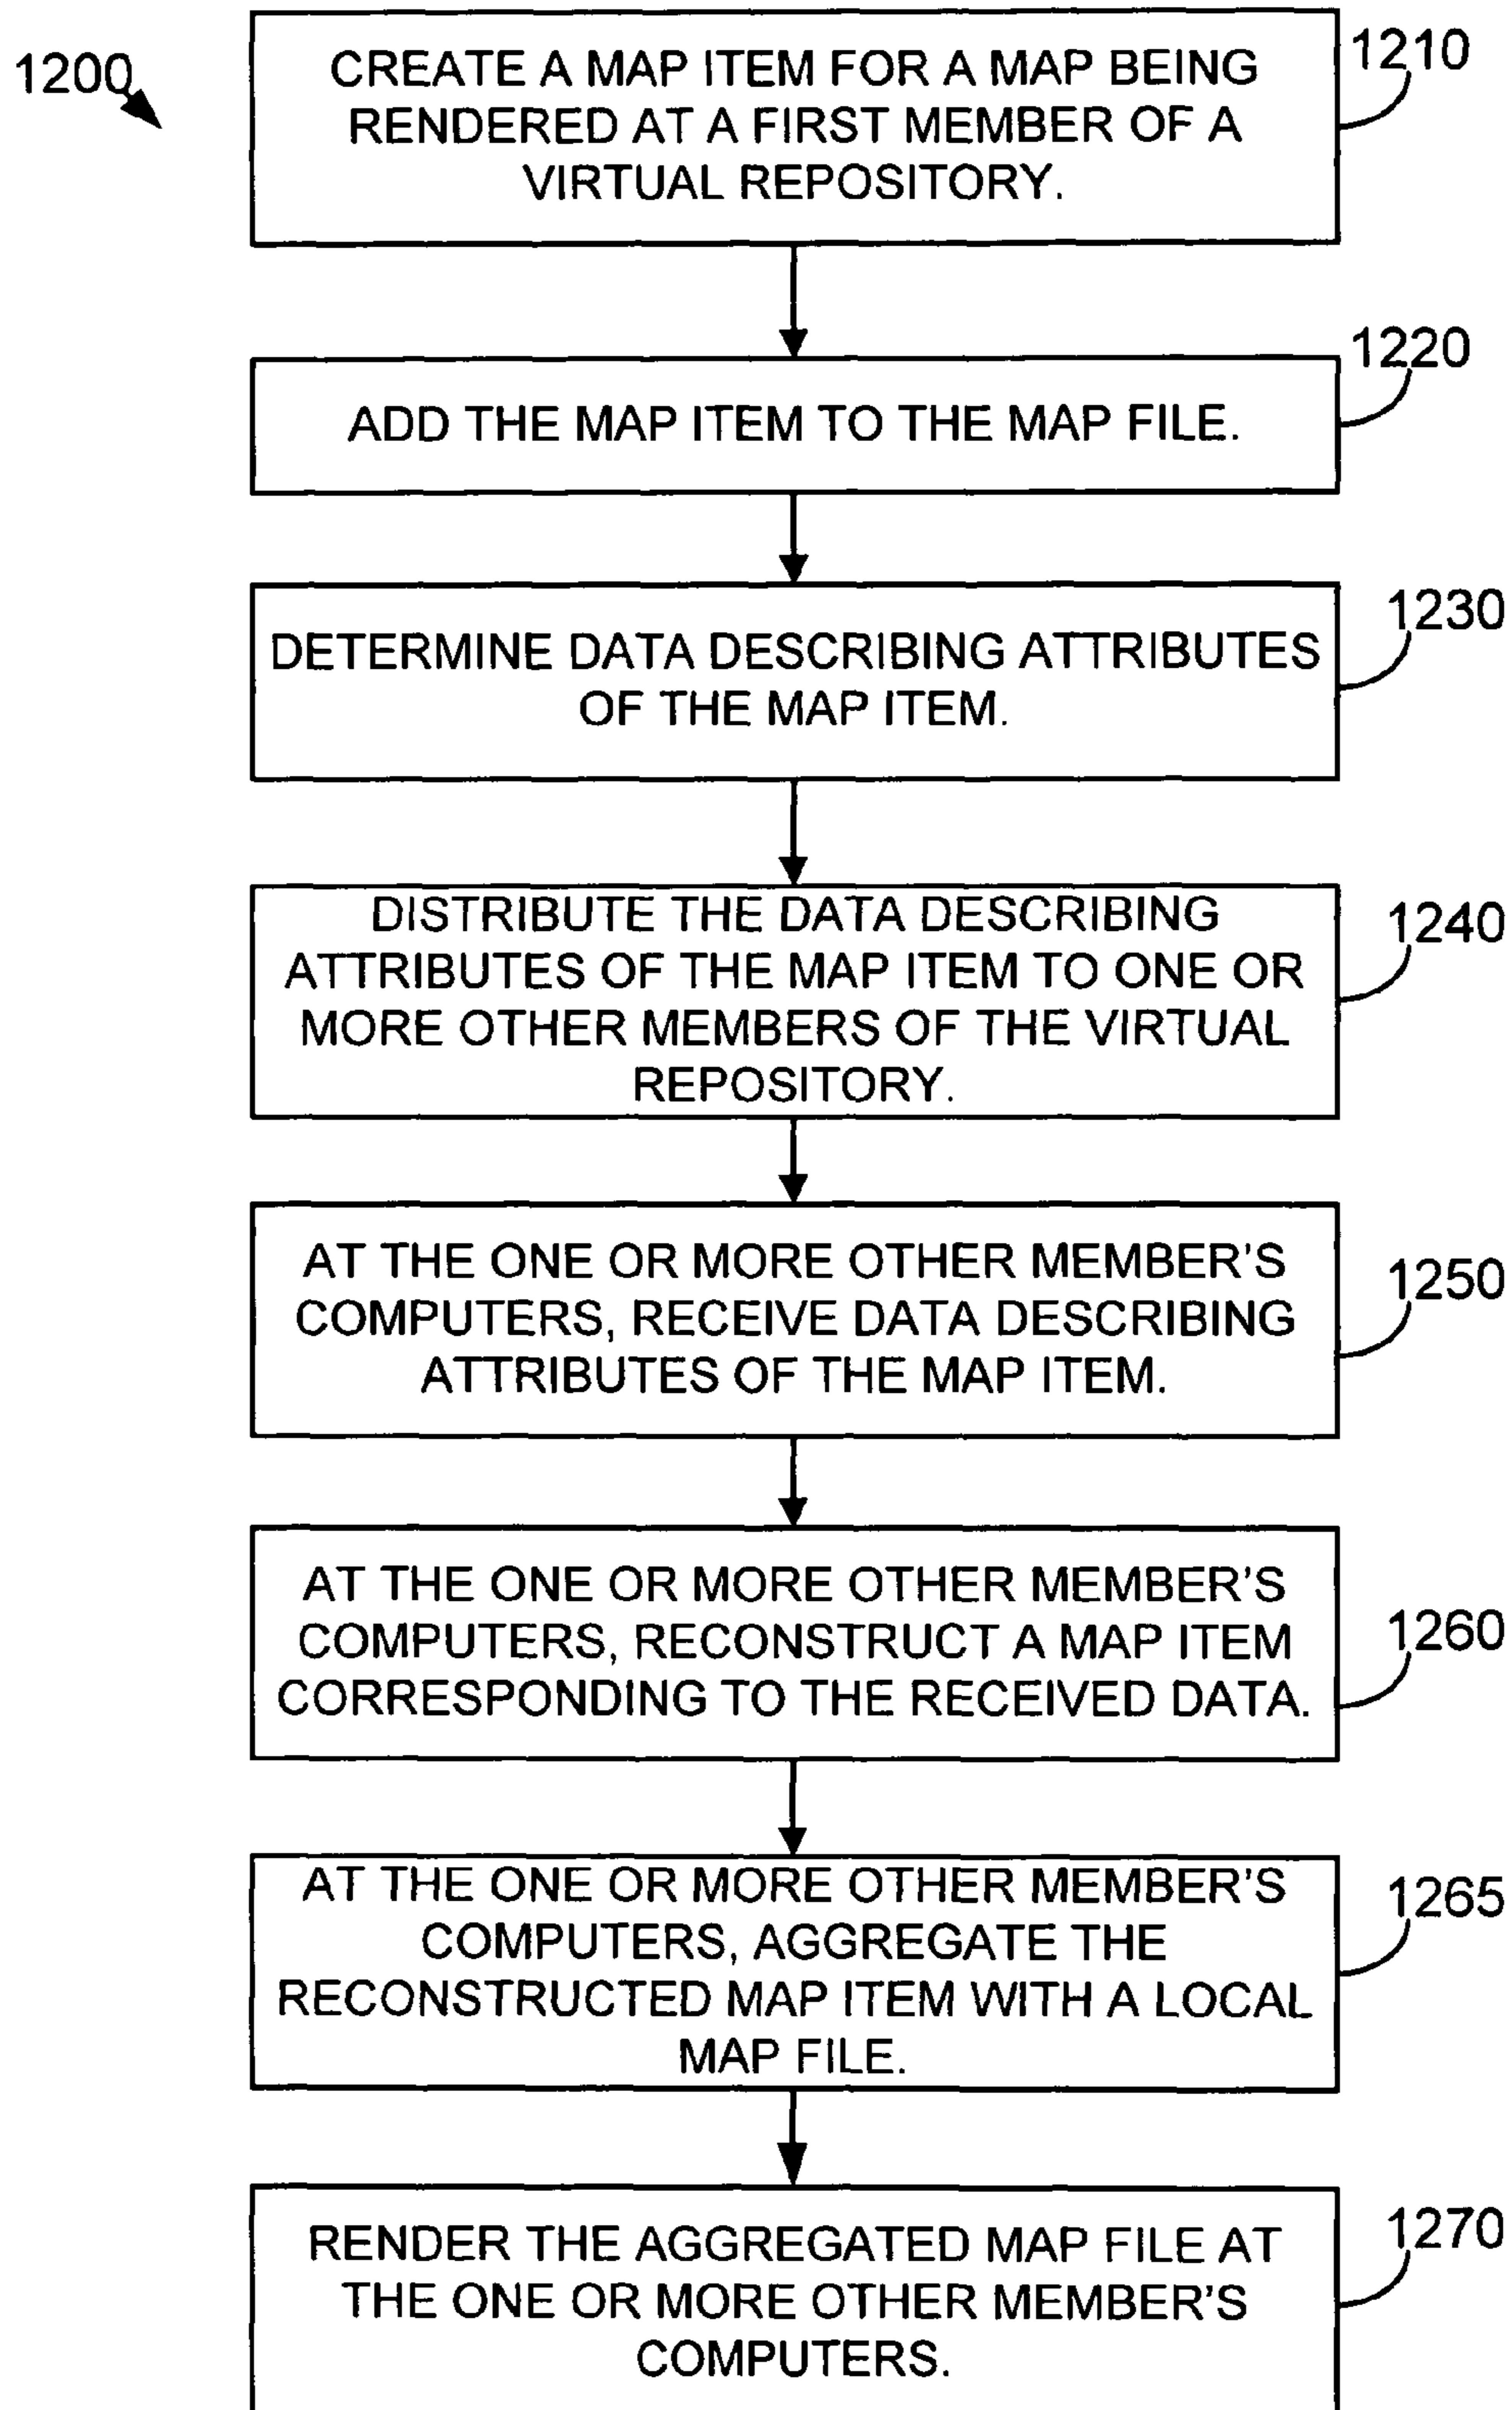 1200
CREATE A MAP ITEM FOR A MAP BEING
RENDERED AT A FIRST MEMBER OF A
VIRTUAL REPOSITORY.
1210
ADD THE MAP ITEM TO THE MAP FILE.
1220
DETERMINE DATA DESCRIBING ATTRIBUTES
OF THE MAP ITEM.
1230
DISTRIBUTE THE DATA DESCRIBING
ATTRIBUTES OF THE MAP ITEM TO ONE OR
MORE OTHER MEMBERS OF THE VIRTUAL
REPOSITORY.
1240
AT THE ONE OR MORE OTHER MEMBER'S
COMPUTERS, RECEIVE DATA DESCRIBING
ATTRIBUTES OF THE MAP ITEM.
1250
AT THE ONE OR MORE OTHER MEMBER'S
COMPUTERS, RECONSTRUCT A MAP ITEM
CORRESPONDING TO THE RECEIVED DATA.
1260
AT THE ONE OR MORE OTHER MEMBER'S
COMPUTERS, AGGREGATE THE
RECONSTRUCTED MAP ITEM WITH A LOCAL
MAP FILE.
1265
RENDER THE AGGREGATED MAP FILE AT
THE ONE OR MORE OTHER MEMBER'S
COMPUTERS.
1270